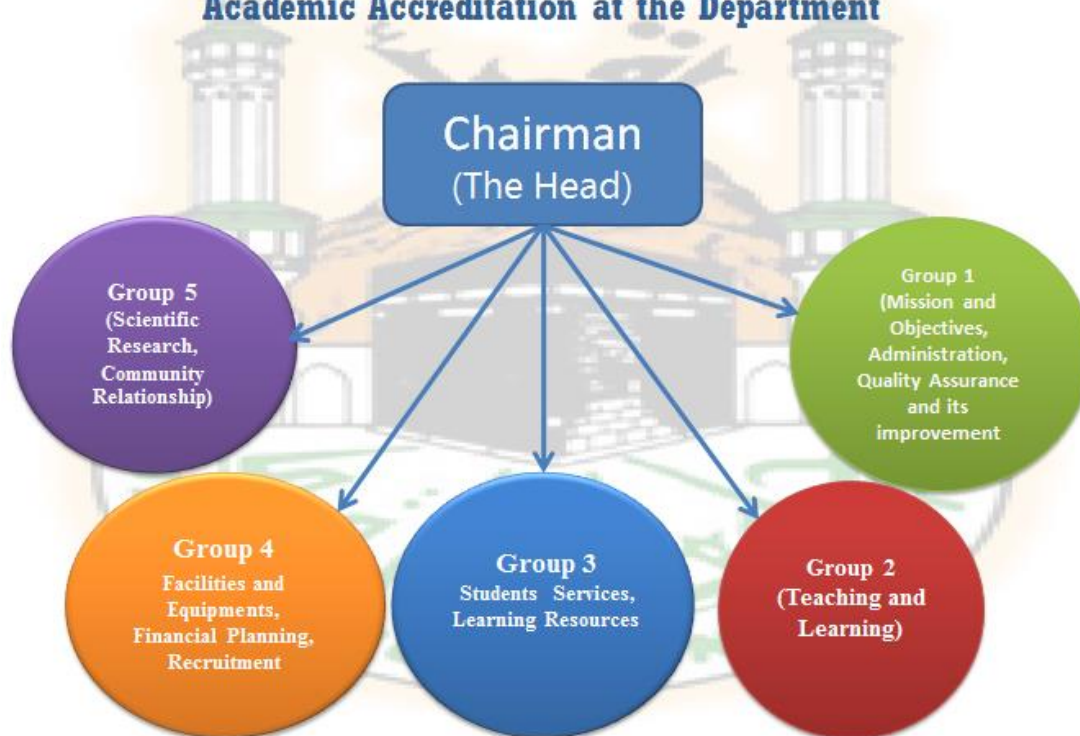 Academic Accreditation at the Department
Chairman
(The Head)
Group 5
(Scientific
Research,
Community
Relationship)
Group 1
(Mission and
Objectives,
Administration,
Quality Assurance
and its
improvement
Group 4
Facilities and
Equipments,
Financial Planning,
Recruitment
Group 3
Students Services,
Learning Resources
Group 2
(Teaching and
Learning)